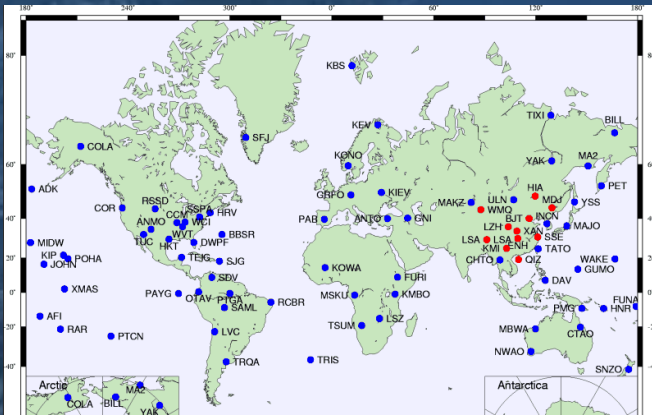 180° 240° 300° 0° 60° 120° 180°
80°
KBS
TIXI
BILL
KEV
SFJ
COLA
60°
KONO
YAK
MA2
ADK
GRFO
KIEV
PET
HIA
RSSD
SSPA
COR
HRV
MAKZ
ULN
MDJ
YSS
WMQ
CCM
ANMO
WCI
40°
PAB
ANTO
GNI
BJT
INCN
WVT
LZH
XAN
MAJO
TUC
BBSR
MIDW
HKT
DWPF
LSA
LSA
ENH
SSE
KMI
TATO
KIP
POHA
TEIG
SJG
CHTO
QIZ
WAKE
20°
JOHN
GUMO
SDV
KOWA
FURI
DAV
XMAS
PAYG
OTAV
PTGA
MSKU
KMBO
0°
RCBR
FUNA
SAML
PMG
HNR
AFI
LSZ
RAR
LVC
TSUM
MBWA
-20°
PTCN
CTAO
NWAO
TRQA
TRIS
-40°
SNZO
Arctic
Antarctica
MA2
COLA
BILL
YAK